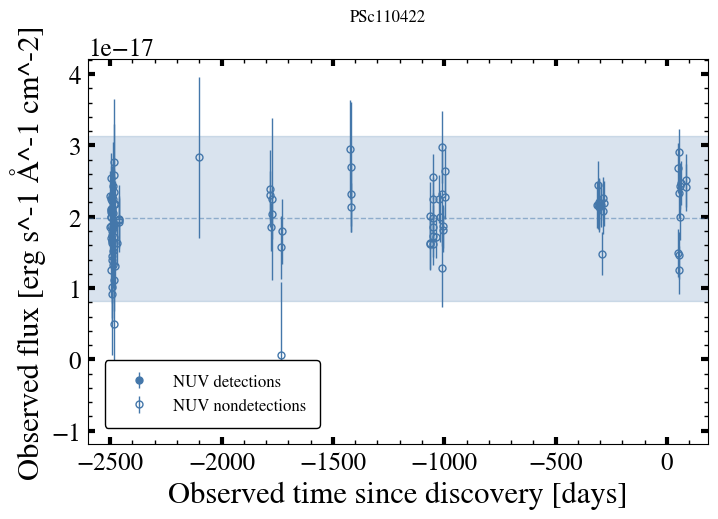 PSc110422
1e−17
Observed flux [erg s^-1 Å^-1 cm^-2]
4
3
2
1
0
−1
NUV detections
NUV nondetections
−2500 −2000 −1500 −1000 −500 0
Observed time since discovery [days]